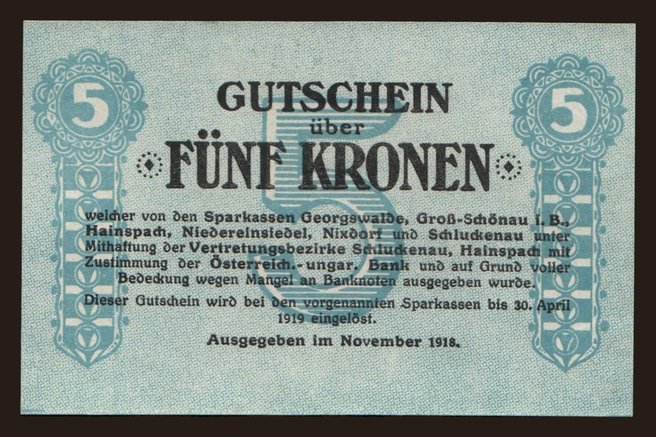 5 5
GUTSCHEIN
über
FÜNF KRONEN
5
welcher von den Sparkassen Georgswalde, Groß-Schönau i. B.,
Hainspach, Niedereinsiedel, Nixdorf und Schluckenau unter
Mithaftung der Vertretungsbezirke Schluckenau, Hainspach mit
Zustimmung der Österreich.-ungar. Bank und auf Grund voller
Bedeckung wegen Mangel an Banknoten ausgegeben wurde.
Dieser Gutschein wird bei den vorgenannten Sparkassen bis 30. April
1919 eingelöst.
Ausgegeben im November 1918.